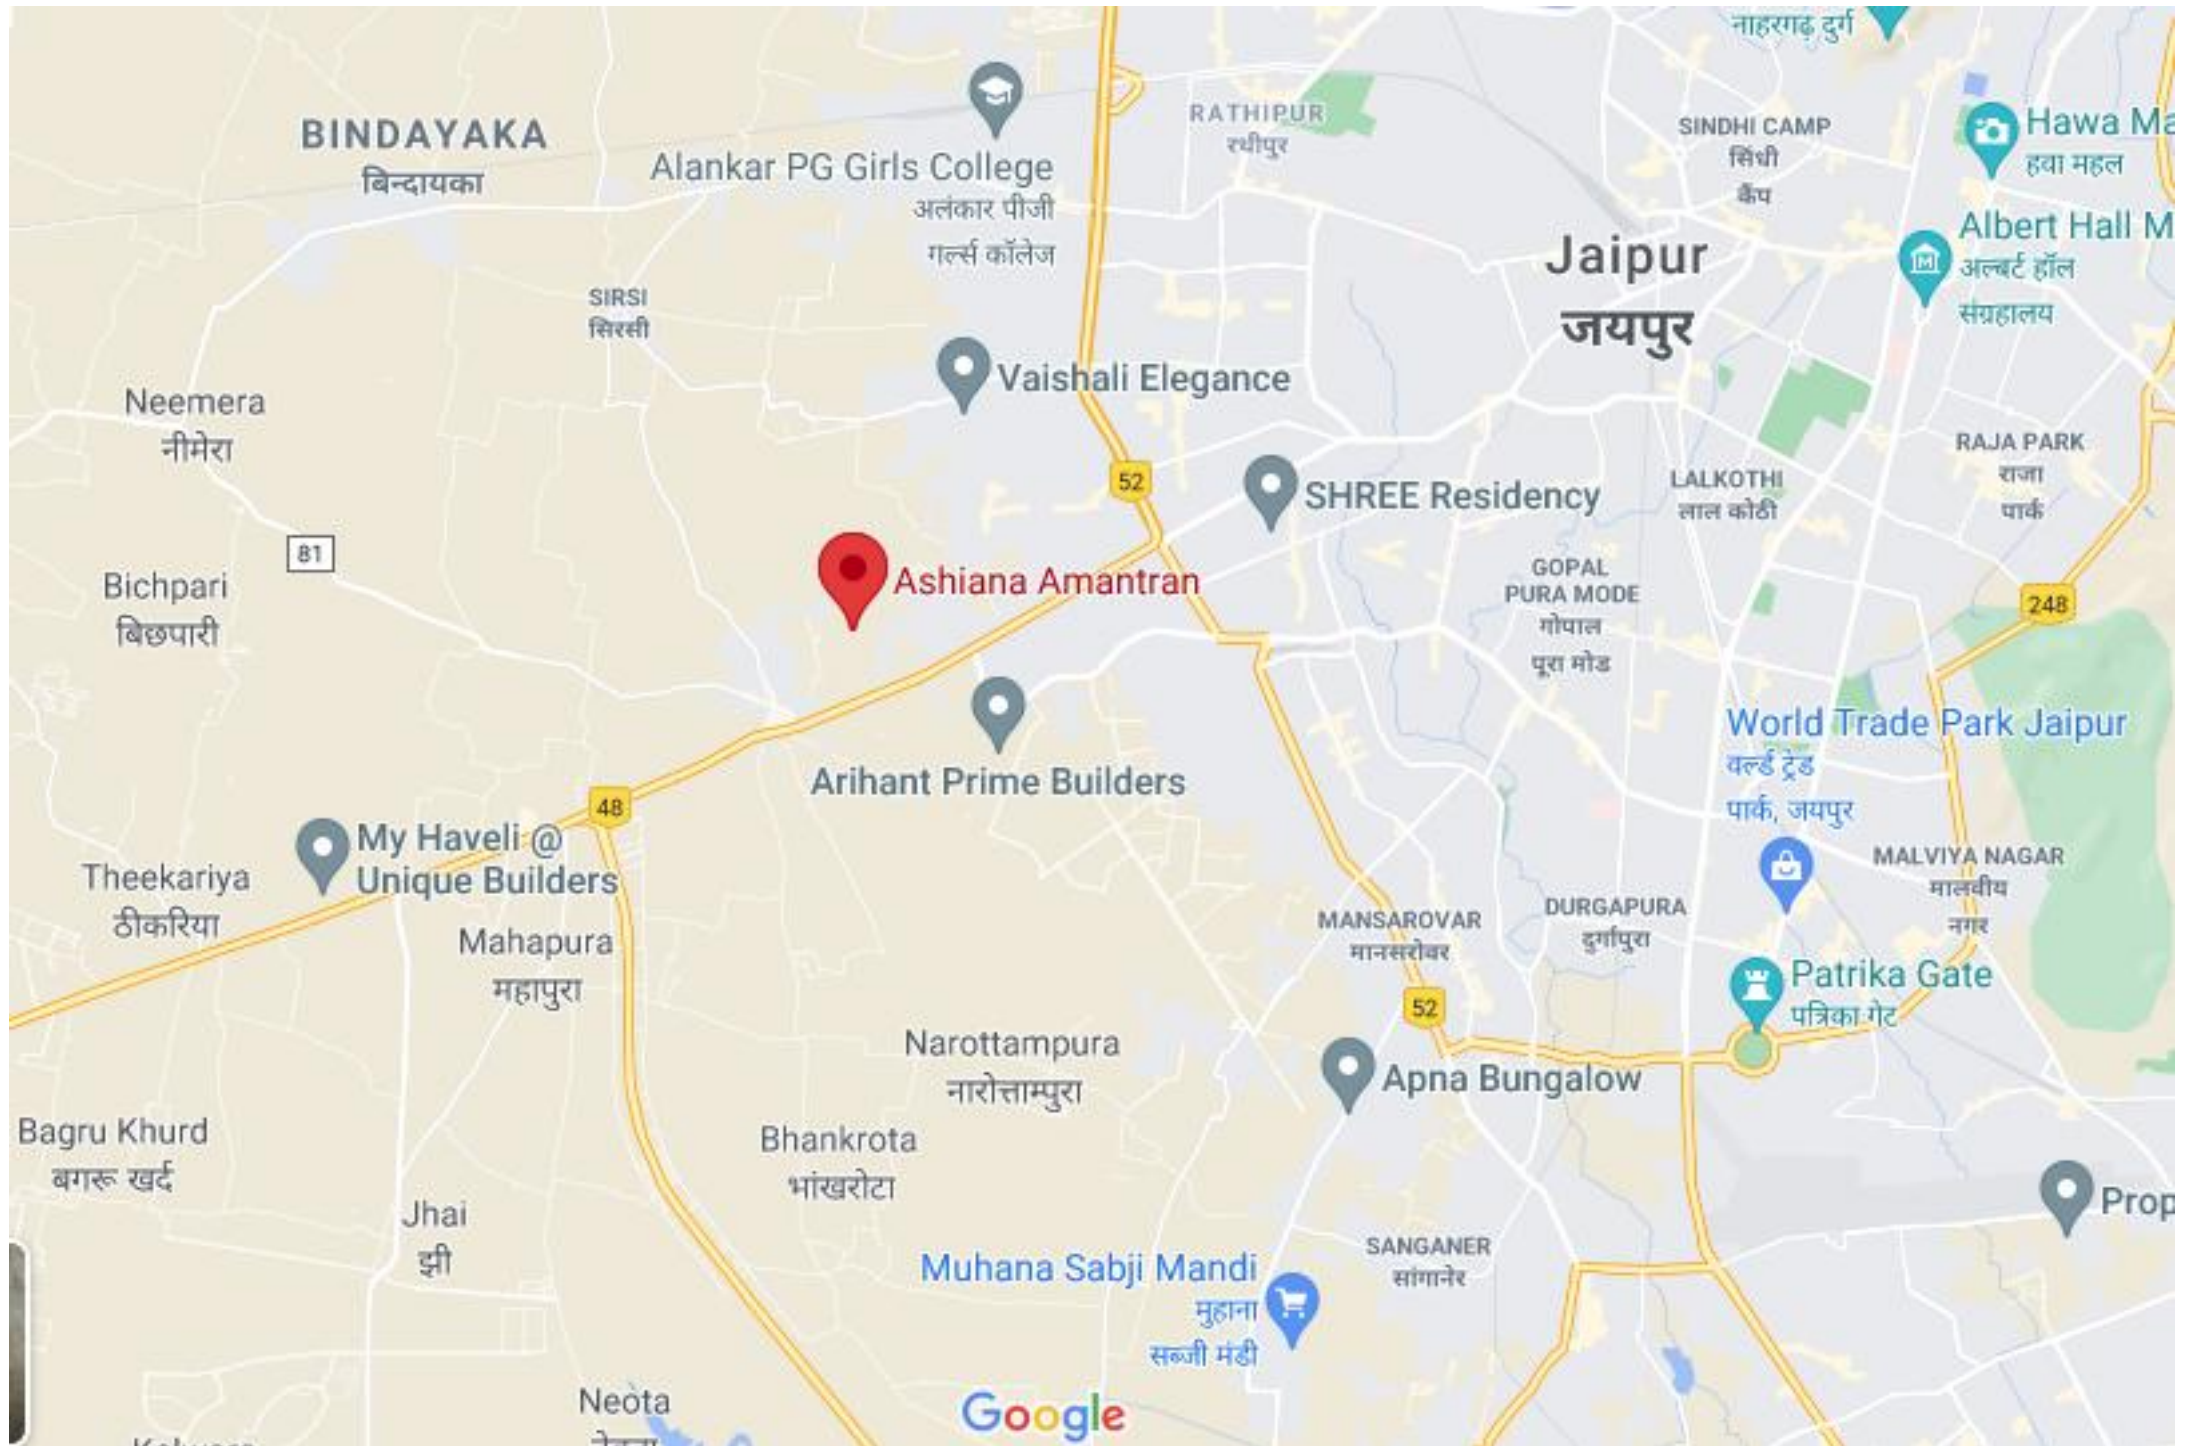 नाहरगढ़ दुर्ग
Hawa Ma
हवा महल
RATHIPUR
रथीपुर
SINDHI CAMP
सिंधी
कैंप
BINDAYAKA
बिन्दायका
Alankar PG Girls College
अलंकार पीजी
गर्ल्स कॉलेज
Albert Hall M
अल्बर्ट हॉल
संग्रहालय
Jaipur
जयपुर
SIRSI
सिरसी
Vaishali Elegance
Neemera
नीमेरा
RAJA PARK
राजा
पार्क
52
LALKOTHI
लाल कोठी
SHREE Residency
81
Ashiana Amantran
GOPAL
PURA MODE
गोपाल
पूरा मोड
248
Bichpari
बिछपारी
World Trade Park Jaipur
वर्ल्ड ट्रेड
पार्क, जयपुर
Arihant Prime Builders
48
My Haveli @
Unique Builders
Theekariya
ठीकरिया
MALVIYA NAGAR
मालवीय
नगर
MANSAROVAR
मानसरोवर
DURGAPURA
दुर्गापुरा
Mahapura
महापुरा
Patrika Gate
पत्रिका गेट
52
Narottampura
नारोत्ताम्पुरा
Apna Bungalow
Bagru Khurd
बगरू खर्द
Bhankrota
भांखरोटा
Prop
Jhai
झी
SANGANER
सांगानेर
Muhana Sabji Mandi
मुहाना
सब्जी मंडी
Neota
Google